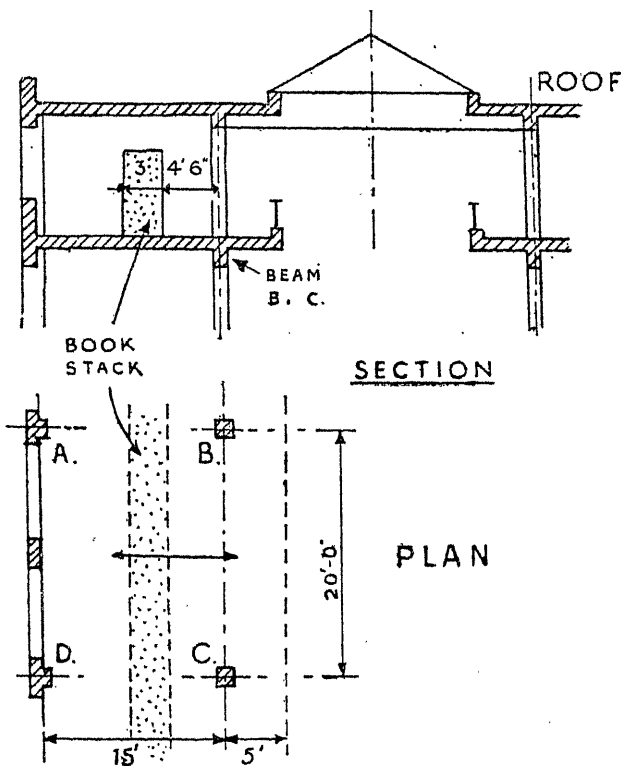 ROOF
3' 4'6"
BEAM
B. C.
BOOK
STACK
SECTION
A.
B.
20'-0"
PLAN
D.
C.
15'
5'